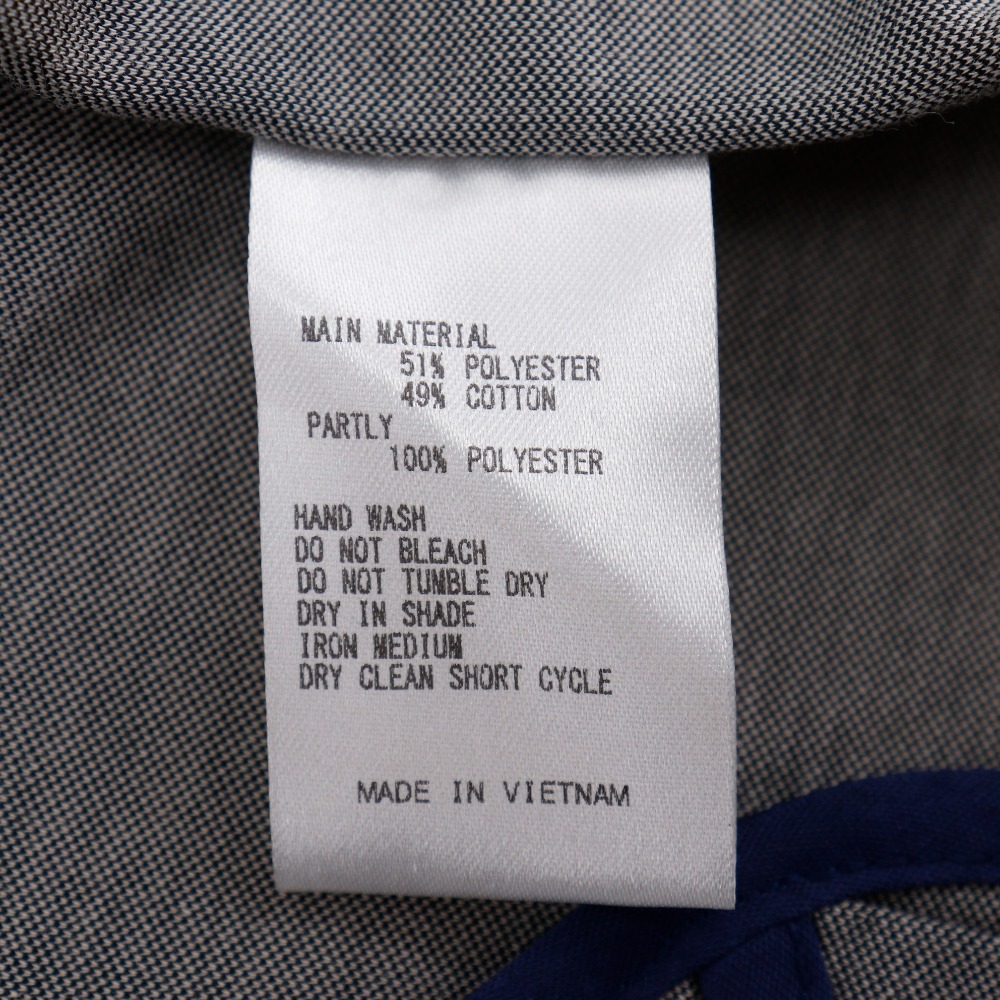 MAIN MATERIAL
51% POLYESTER
49% COTTON
PARTLY
100% POLYESTER
HAND WASH
DO NOT BLEACH
DO NOT TUMBLE DRY
DRY IN SHADE
IRON MEDIUM
DRY CLEAN SHORT CYCLE
MADE IN VIETNAM